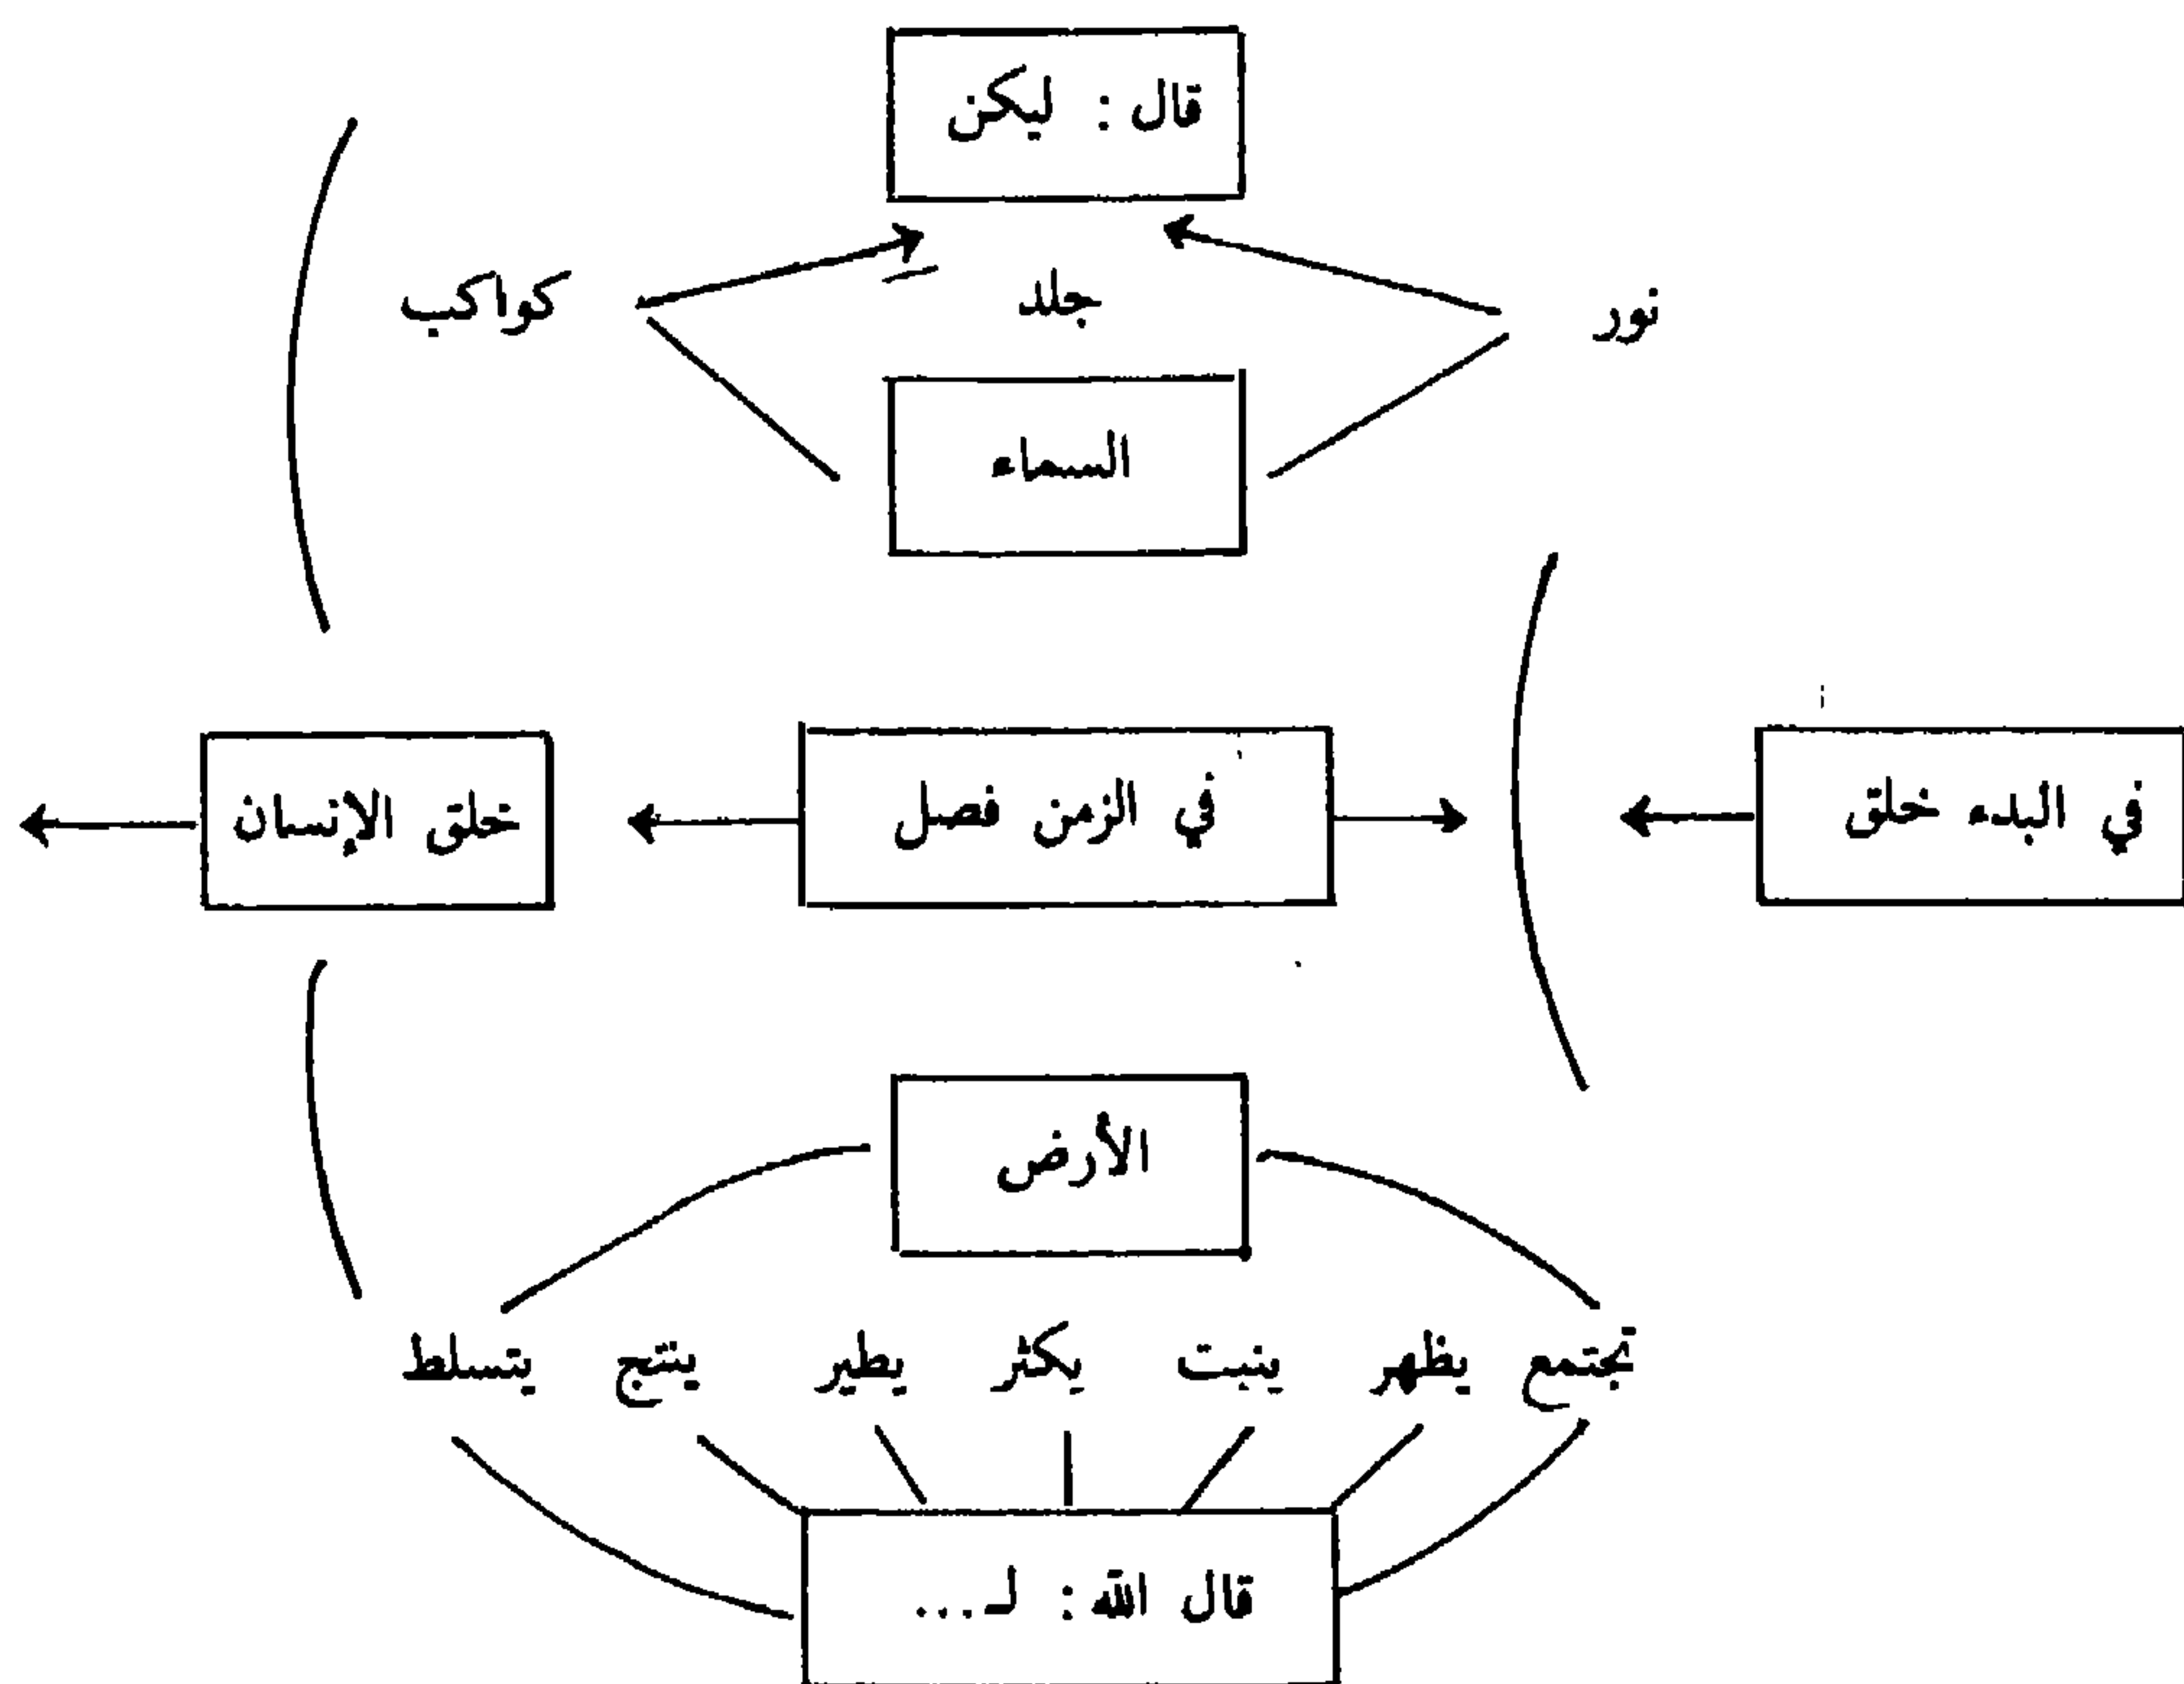 قال : ليكن
نور جلد كواكب
السماء
في البدء خلق في الزمن فصل خلق الإنسان
الأرض
تجتمع يظهر ينبت يكثر يطير ينتج يتسلط
قال الله : لـ ...